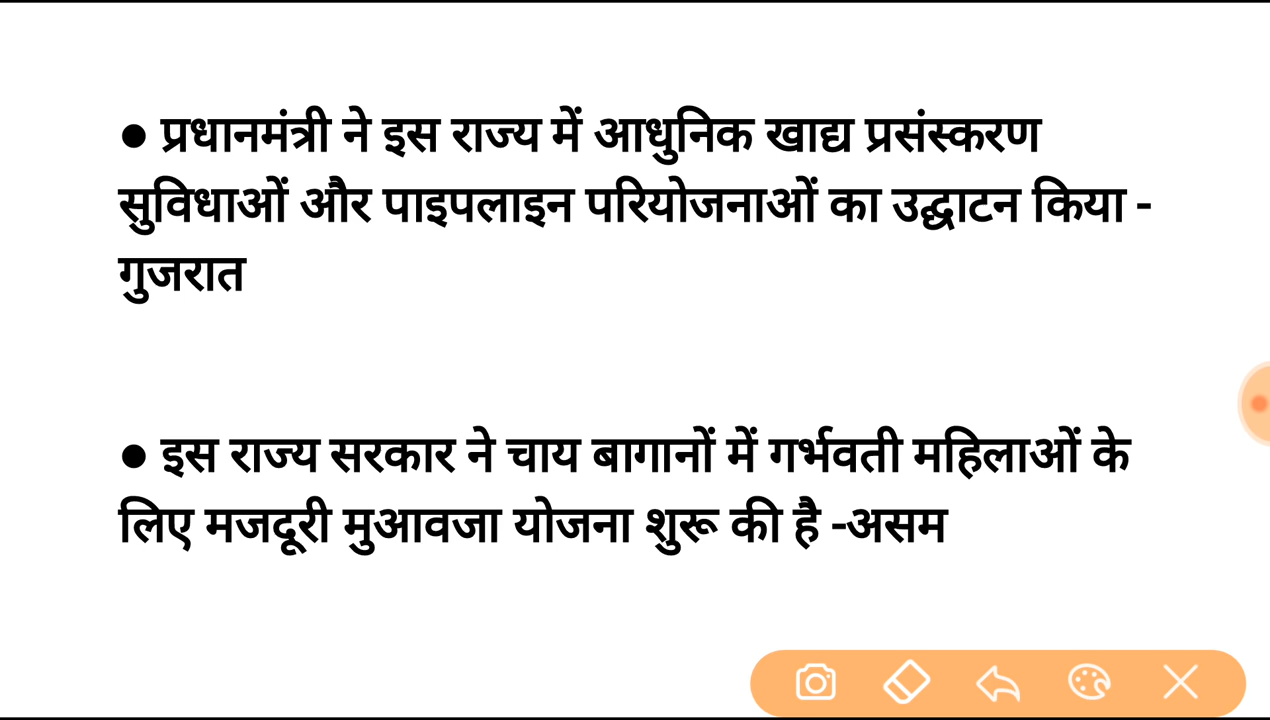 ● प्रधानमंत्री ने इस राज्य में आधुनिक खाद्य प्रसंस्करण
सुविधाओं और पाइपलाइन परियोजनाओं का उद्घाटन किया -
गुजरात
● इस राज्य सरकार ने चाय बागानों में गर्भवती महिलाओं के
लिए मजदूरी मुआवजा योजना शुरू की है -असम